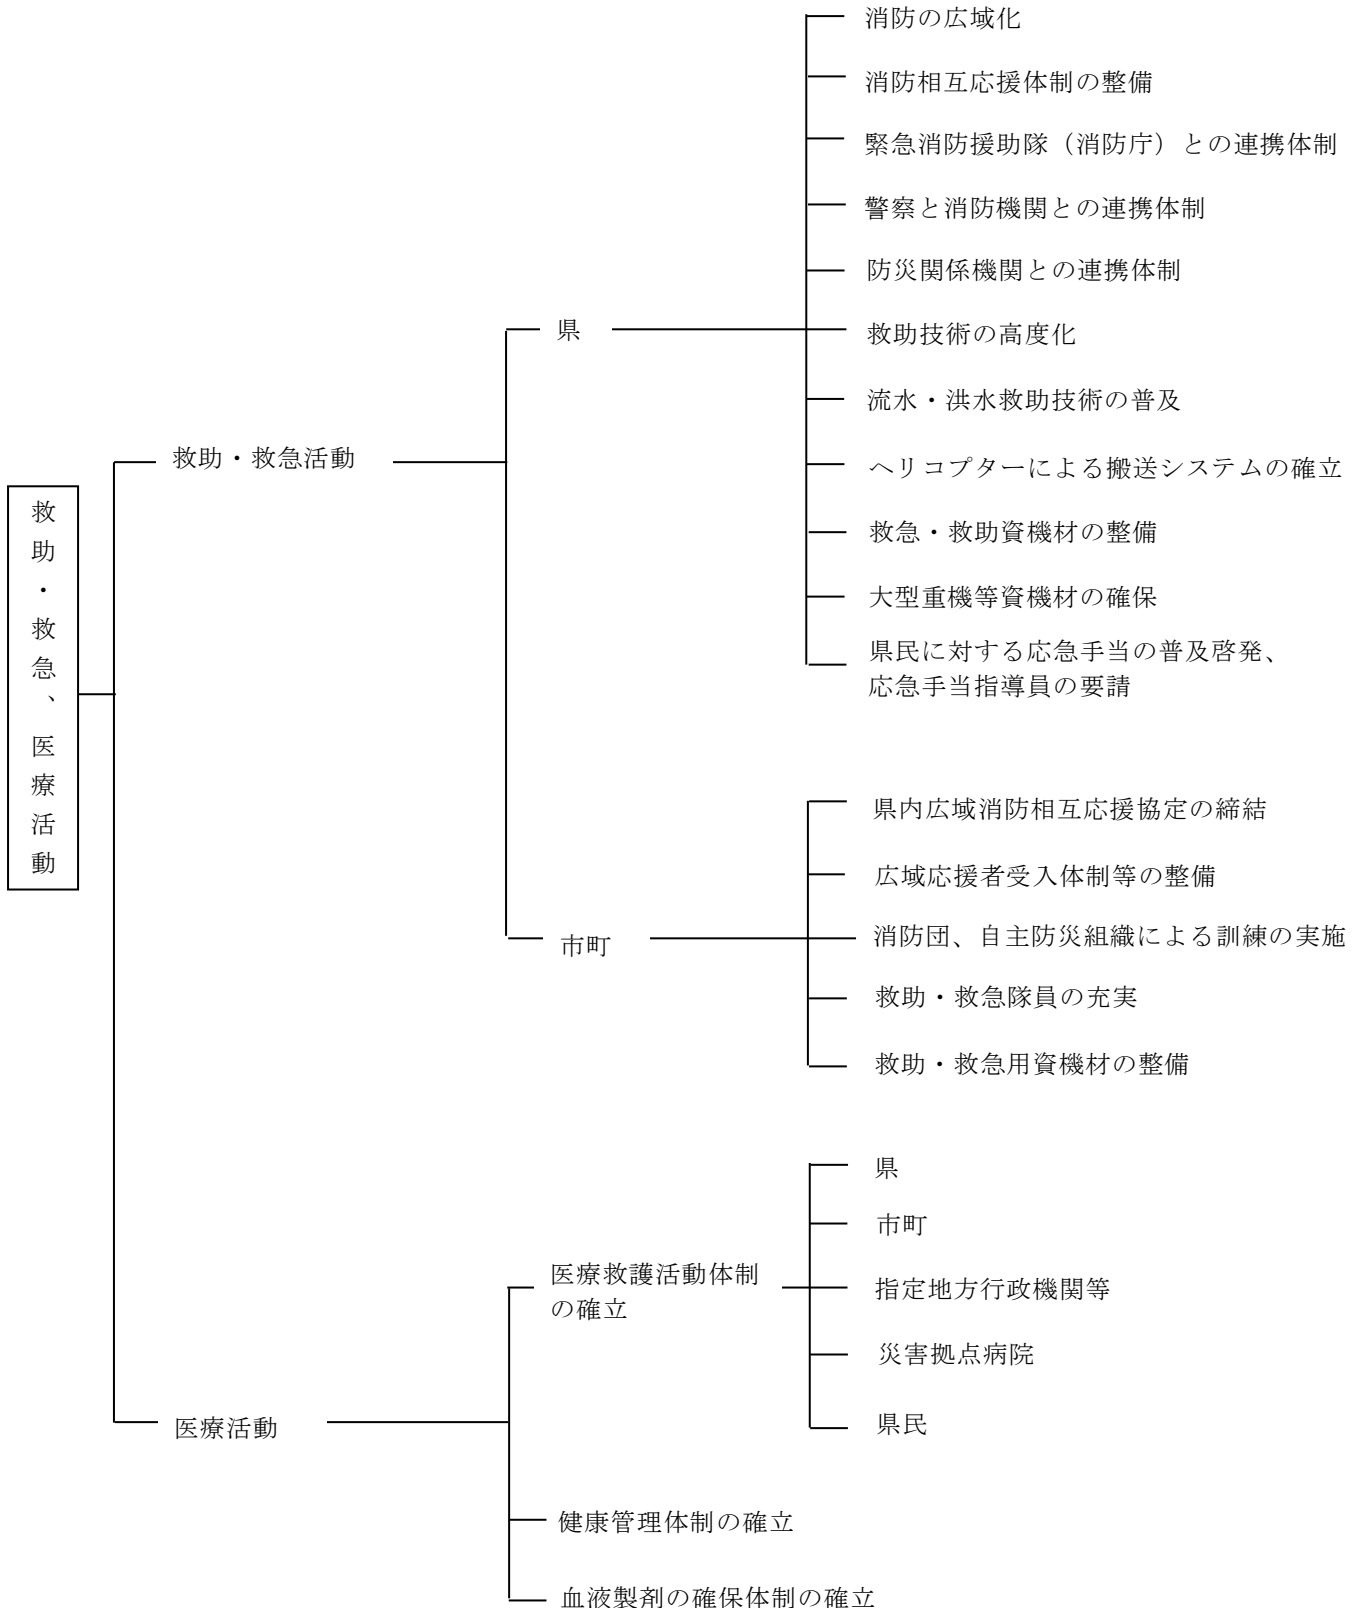 救助・救急、医療活動
救助・救急活動
県
消防の広域化
消防相互応援体制の整備
緊急消防援助隊（消防庁）との連携体制
警察と消防機関との連携体制
防災関係機関との連携体制
救助技術の高度化
流水・洪水救助技術の普及
ヘリコプターによる搬送システムの確立
救急・救助資機材の整備
大型重機等資機材の確保
県民に対する応急手当の普及啓発、
応急手当指導員の要請
市町
県内広域消防相互応援協定の締結
広域応援者受入体制等の整備
消防団、自主防災組織による訓練の実施
救助・救急隊員の充実
救助・救急用資機材の整備
医療活動
医療救護活動体制
の確立
県
市町
指定地方行政機関等
災害拠点病院
県民
健康管理体制の確立
血液製剤の確保体制の確立